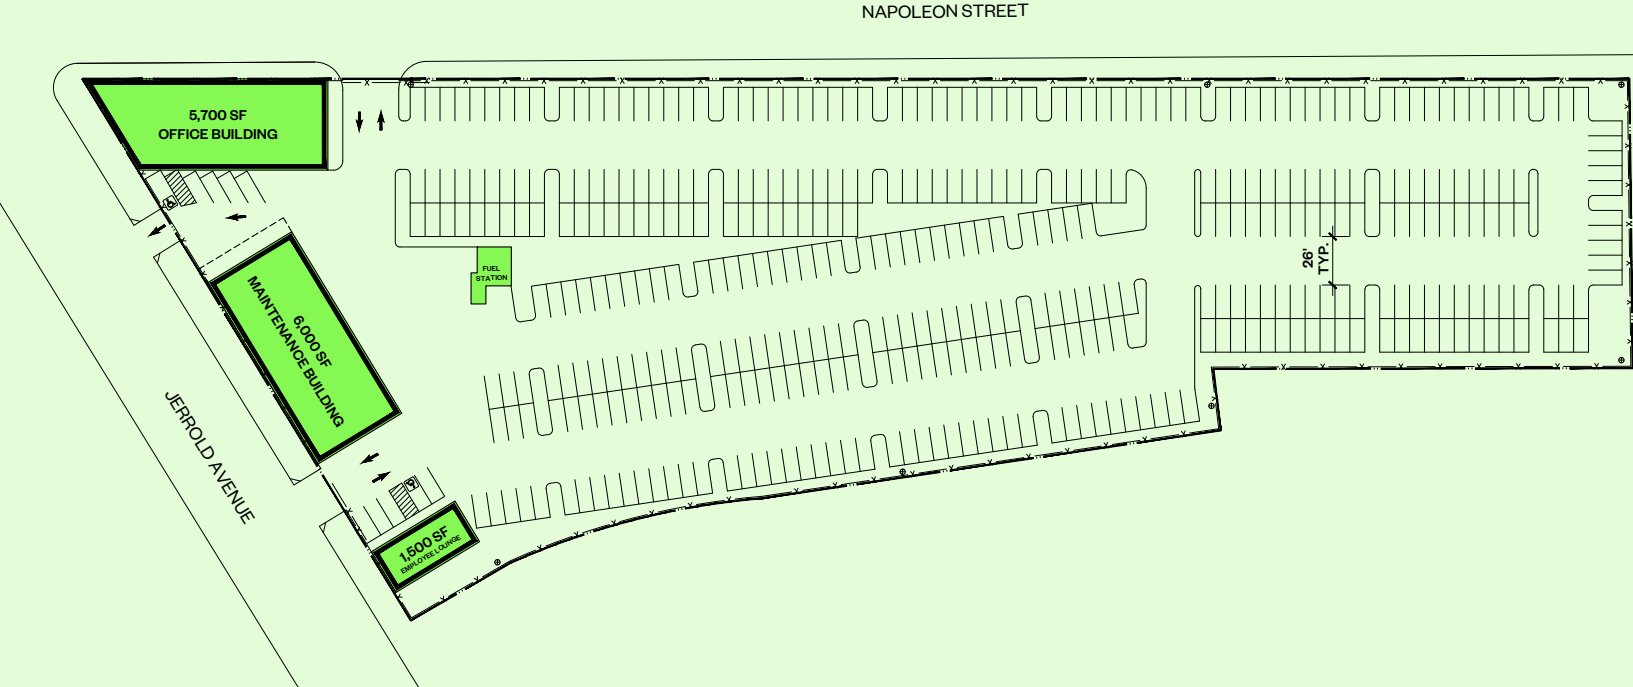 NAPOLEON STREET
5,700 SF
OFFICE BUILDING
FUEL
STATION
26'
TYP.
6,000 SF
MAINTENANCE BUILDING
JERROLD AVENUE
1,500 SF
EMPLOYEE LOUNGE